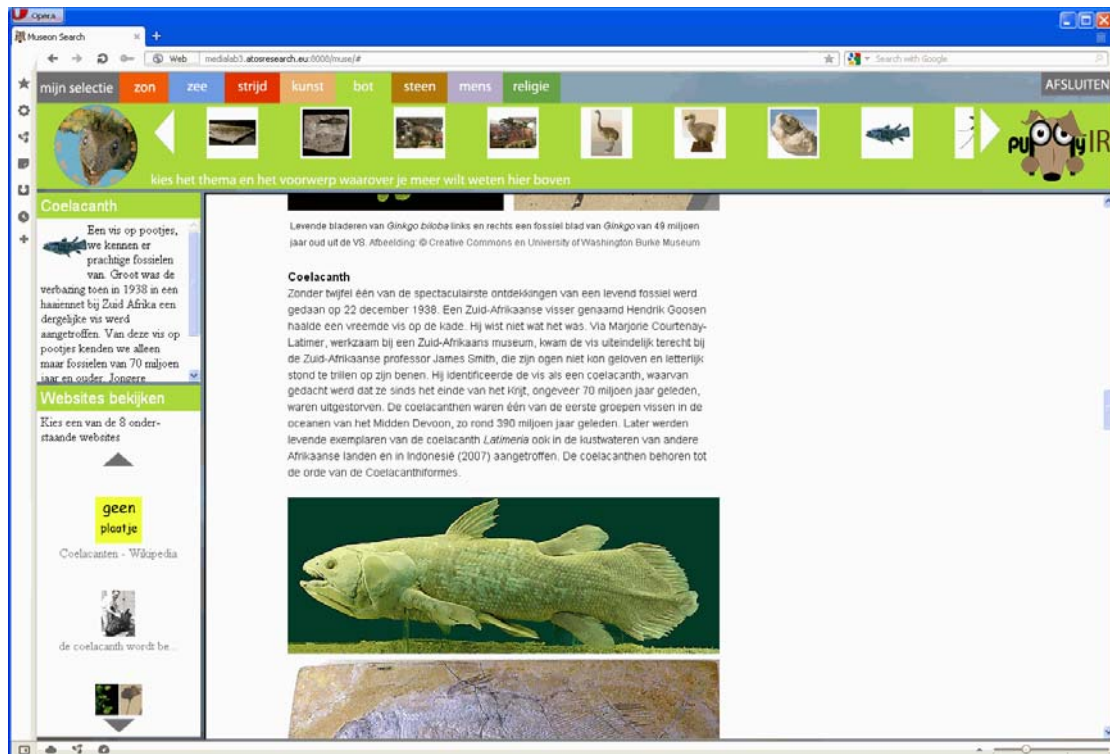 Opera
Museon Search
Web medialab3.atosresearch.eu:8080/muse/#
Search with Google
mijn selectie zon zee strijd kunst bot steen mens religie AFSLUITEN
puppyIR
kies het thema en het voorwerp waarover je meer wilt weten hier boven
Coelacanth
Een vis op pootjes,
we kennen er
prachtige fossielen
van. Groot was de
verbazing toen in 1938 in een
haaiennet bij Zuid Afrika een
dergelijke vis werd
aangetroffen. Van deze vis op
pootjes kenden we alleen
maar fossielen van 70 miljoen
jaar en ouder. Jongere
Websites bekijken
Kies een van de 8 onder-
staande websites
geen
plaatje
Coelacanten - Wikipedia
de coelacanth wordt be...
Levende bladeren van Ginkgo biloba links en rechts een fossiel blad van Ginkgo van 49 miljoen
jaar oud uit de VS. Afbeelding: © Creative Commons en University of Washington Burke Museum
Coelacanth
Zonder twijfel één van de spectaculairste ontdekkingen van een levend fossiel werd
gedaan op 22 december 1938. Een Zuid-Afrikaanse visser genaamd Hendrik Goosen
haalde een vreemde vis op de kade. Hij wist niet wat het was. Via Marjorie Courtenay-
Latimer, werkzaam bij een Zuid-Afrikaans museum, kwam de vis uiteindelijk terecht bij
de Zuid-Afrikaanse professor James Smith, die zijn ogen niet kon geloven en letterlijk
stond te trillen op zijn benen. Hij identificeerde de vis als een coelacanth, waarvan
gedacht werd dat ze sinds het einde van het Krijt, ongeveer 70 miljoen jaar geleden,
waren uitgestorven. De coelacanthen waren één van de eerste groepen vissen in de
oceanen van het Midden Devoon, zo rond 390 miljoen jaar geleden. Later werden
levende exemplaren van de coelacanth Latimeria ook in de kustwateren van andere
Afrikaanse landen en in Indonesië (2007) aangetroffen. De coelacanthen behoren tot
de orde van de Coelacanthiformes.